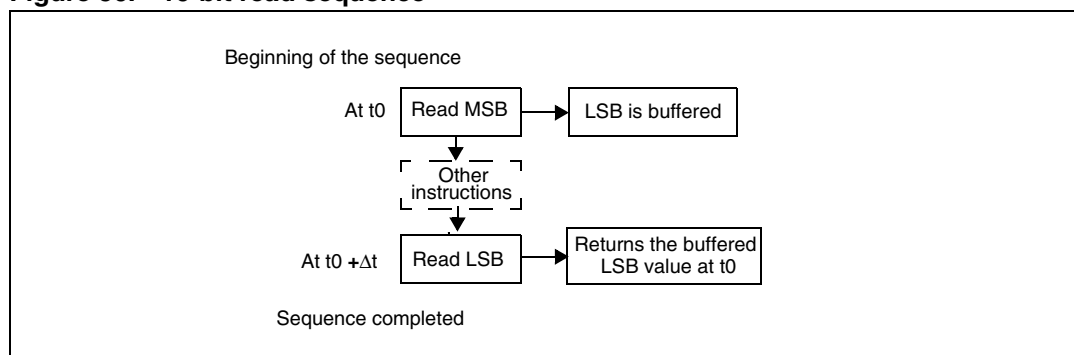 Beginning of the sequence
At t0
Read MSB
LSB is buffered
Other
instructions
At t0 +Δt
Read LSB
Returns the buffered
LSB value at t0
Sequence completed